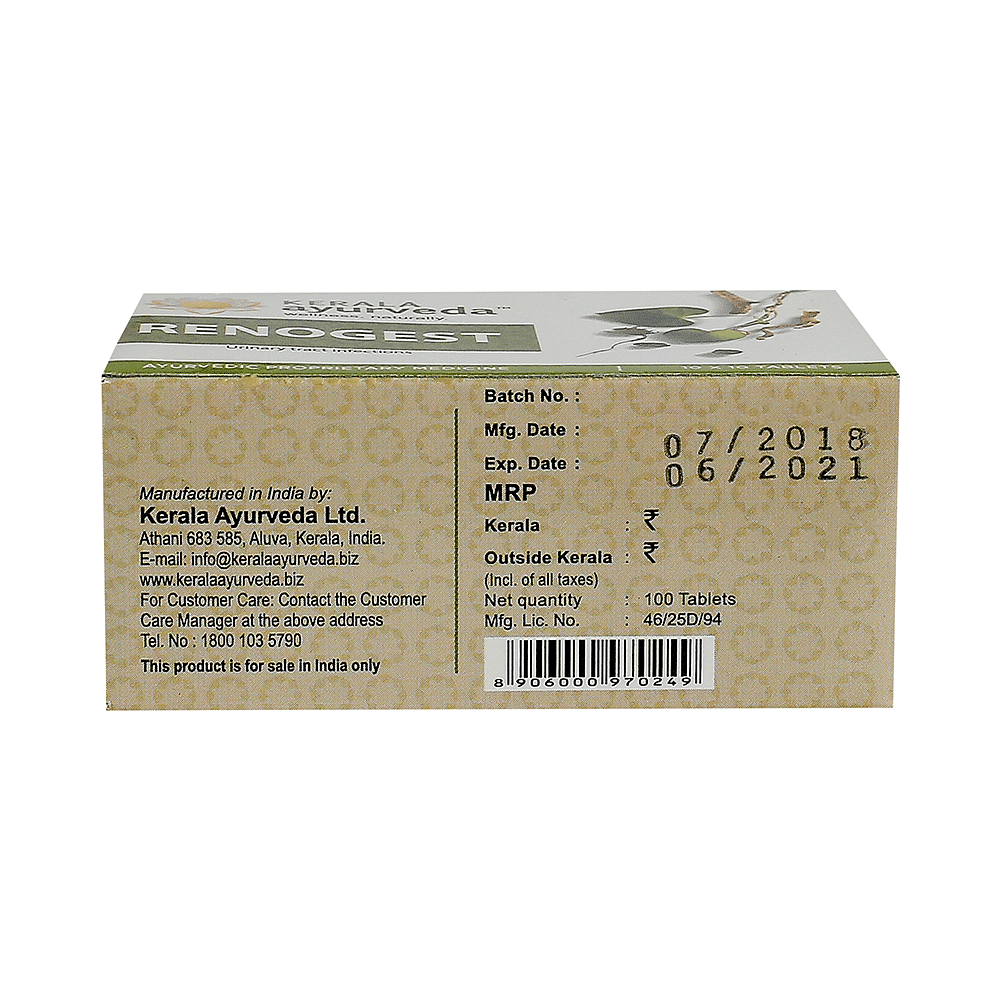 KERALA
ayurveda™
wellness. naturally
RENOGEST
Urinary tract infections
AYURVEDIC PROPRIETARY MEDICINE
TABLETS
Manufactured in India by:
Kerala Ayurveda Ltd.
Athani 683 585, Aluva, Kerala, India.
E-mail: info@keralaayurveda.biz
www.keralaayurveda.biz
For Customer Care: Contact the Customer
Care Manager at the above address
Tel. No : 1800 103 5790
This product is for sale in India only
Batch No. :
Mfg. Date : 07/2018
Exp. Date : 06/2021
MRP
Kerala : ₹
Outside Kerala : ₹
(Incl. of all taxes)
Net quantity : 100 Tablets
Mfg. Lic. No. : 46/25D/94
8 906000 970249